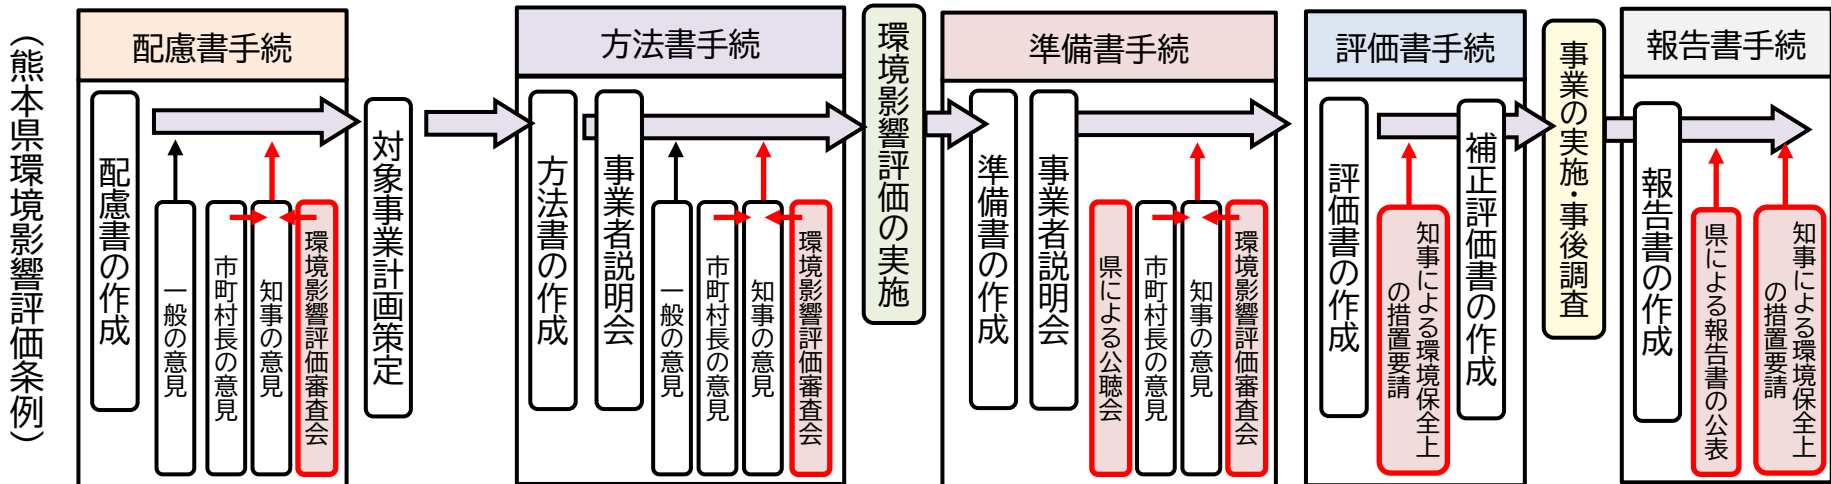 （熊本県環境影響評価条例）
配慮書手続
配慮書の作成
一般の意見
市町村長の意見
知事の意見
環境影響評価審査会
対象事業計画策定
方法書手続
方法書の作成
事業者説明会
一般の意見
市町村長の意見
知事の意見
環境影響評価審査会
環境影響評価の実施
準備書手続
準備書の作成
事業者説明会
県による公聴会
市町村長の意見
知事の意見
環境影響評価審査会
評価書手続
評価書の作成
知事による環境保全上
の措置要請
補正評価書の作成
事業の実施・事後調査
報告書手続
報告書の作成
県による報告書の公表
知事による環境保全上
の措置要請